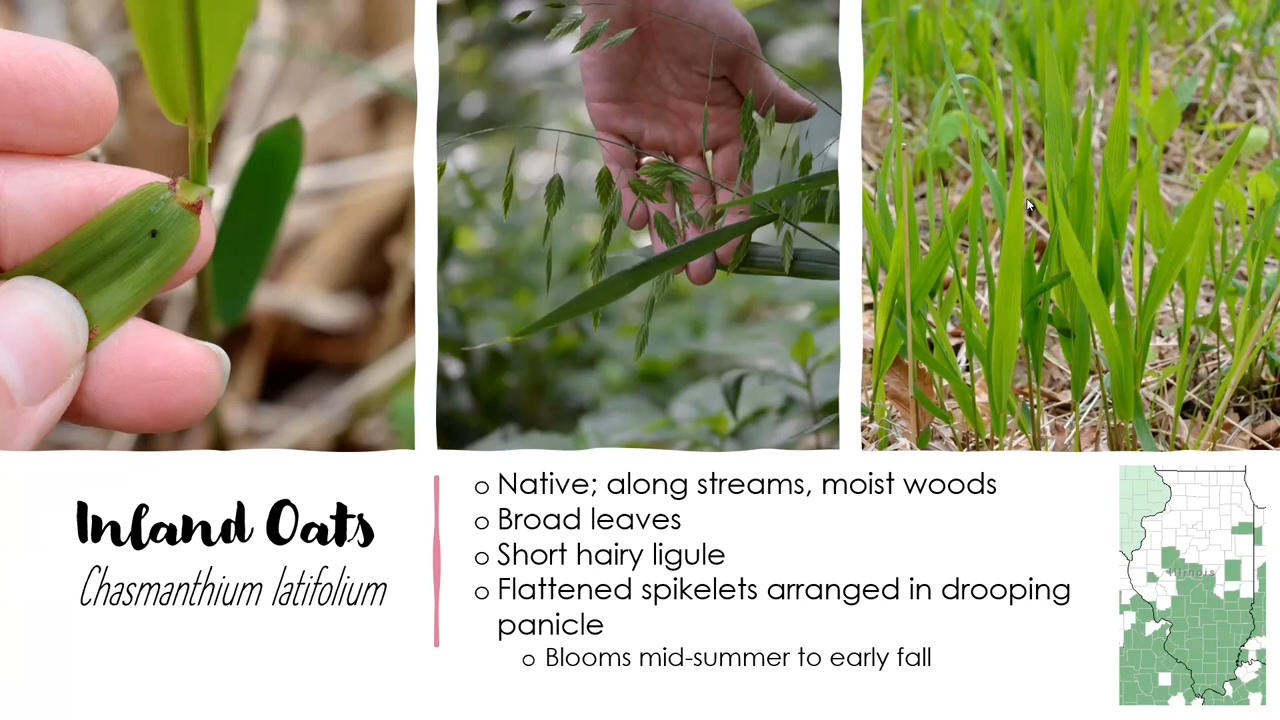 Inland Oats
Chasmanthium latifolium
o Native; along streams, moist woods
o Broad leaves
o Short hairy ligule
o Flattened spikelets arranged in drooping
panicle
o Blooms mid-summer to early fall
Illinois